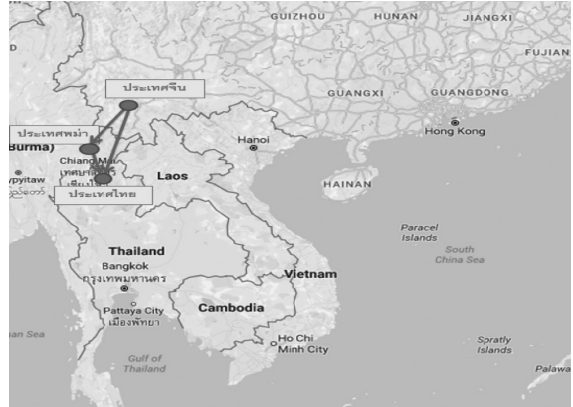 GUIZHOU
HUNAN
JIANGXI
FUJIAN
ประเทศจีน
GUANGXI
GUANGDONG
Hong Kong
ประเทศพม่า
Burma)
Hanoi
Chiang Mai
Laos
HAINAN
ประเทศไทย
Paracel
Islands
South
China Sea
Thailand
Bangkok
กรุงเทพมหานคร
Vietnam
Pattaya City
เมืองพัทยา
Cambodia
Ho Chi
Minh City
an Sea
Gulf of
Thailand
Spratly
Islands
Palawa